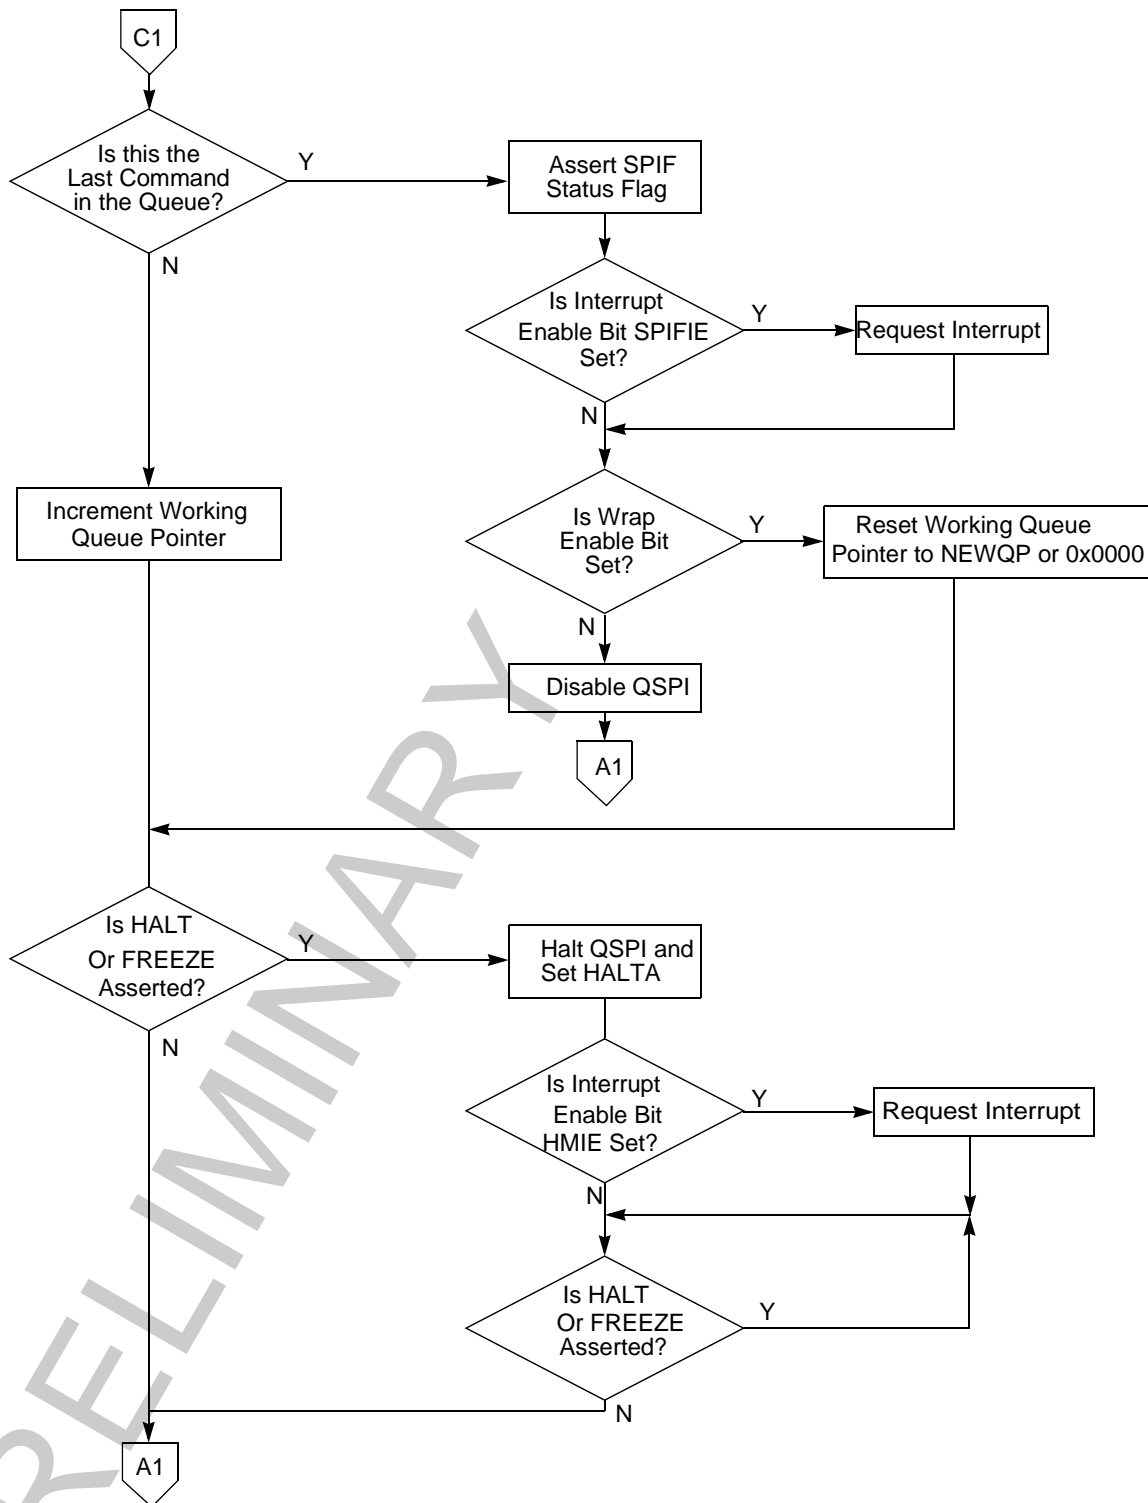 C1
Is this the
Last Command
in the Queue?
Y
N
Assert SPIF
Status Flag
Is Interrupt
Enable Bit SPIFIE
Set?
Y
N
Request Interrupt
Increment Working
Queue Pointer
Is Wrap
Enable Bit
Set?
Y
N
Reset Working Queue
Pointer to NEWQP or 0x0000
Disable QSPI
A1
Is HALT
Or FREEZE
Asserted?
Y
N
Halt QSPI and
Set HALTA
Is Interrupt
Enable Bit
HMIE Set?
Y
N
Request Interrupt
Is HALT
Or FREEZE
Asserted?
Y
N
A1
RELIMINARY